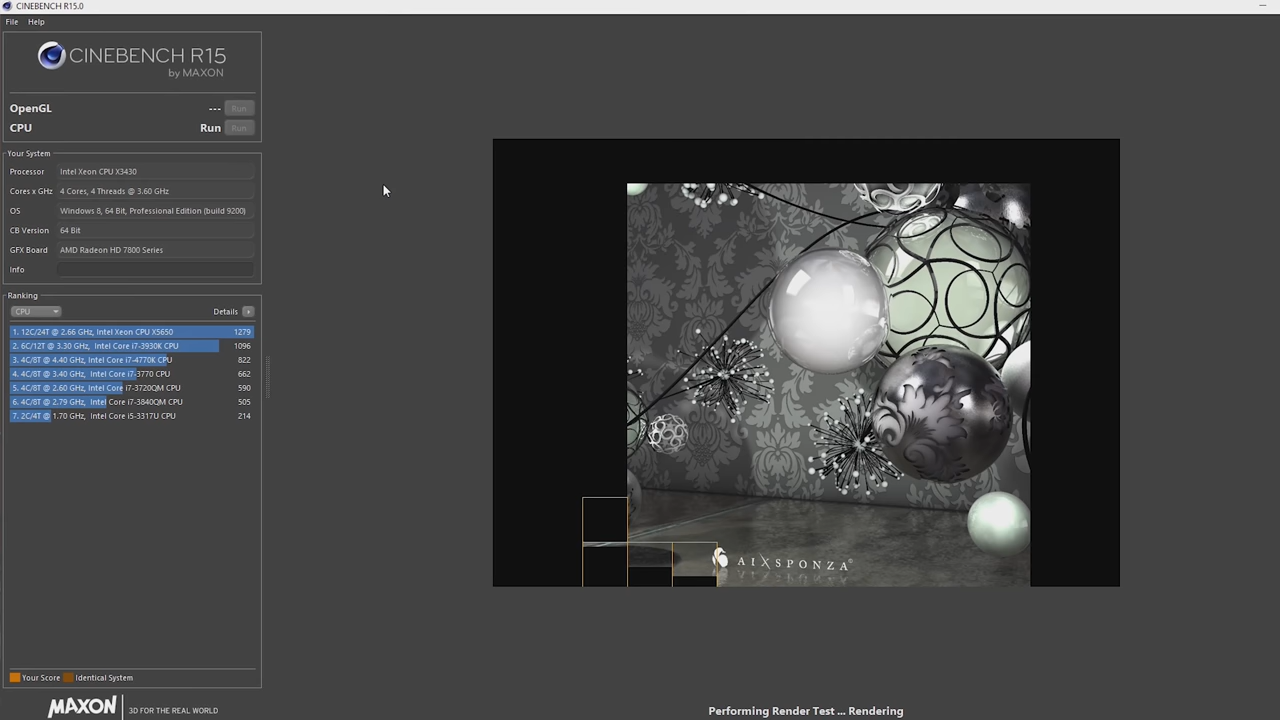 CINEBENCH R15.0
File Help
CINEBENCH R15
by MAXON
OpenGL --- Run
CPU Run Run
Your System
Processor Intel Xeon CPU X3430
Cores x GHz 4 Cores, 4 Threads @ 3.60 GHz
OS Windows 8, 64 Bit, Professional Edition (build 9200)
CB Version 64 Bit
GFX Board AMD Radeon HD 7800 Series
Info
Ranking
CPU Details
1. 12C/24T @ 2.66 GHz, Intel Xeon CPU X5650 1279
2. 6C/12T @ 3.30 GHz, Intel Core i7-3930K CPU 1096
3. 4C/8T @ 4.40 GHz, Intel Core i7-4770K CPU 822
4. 4C/8T @ 3.40 GHz, Intel Core i7-3770 CPU 662
5. 4C/8T @ 2.60 GHz, Intel Core i7-3720QM CPU 590
6. 4C/8T @ 2.79 GHz, Intel Core i7-3840QM CPU 505
7. 2C/4T @ 1.70 GHz, Intel Core i5-3317U CPU 214
AIXSPONZA
Your Score Identical System
MAXON 3D FOR THE REAL WORLD
Performing Render Test ... Rendering